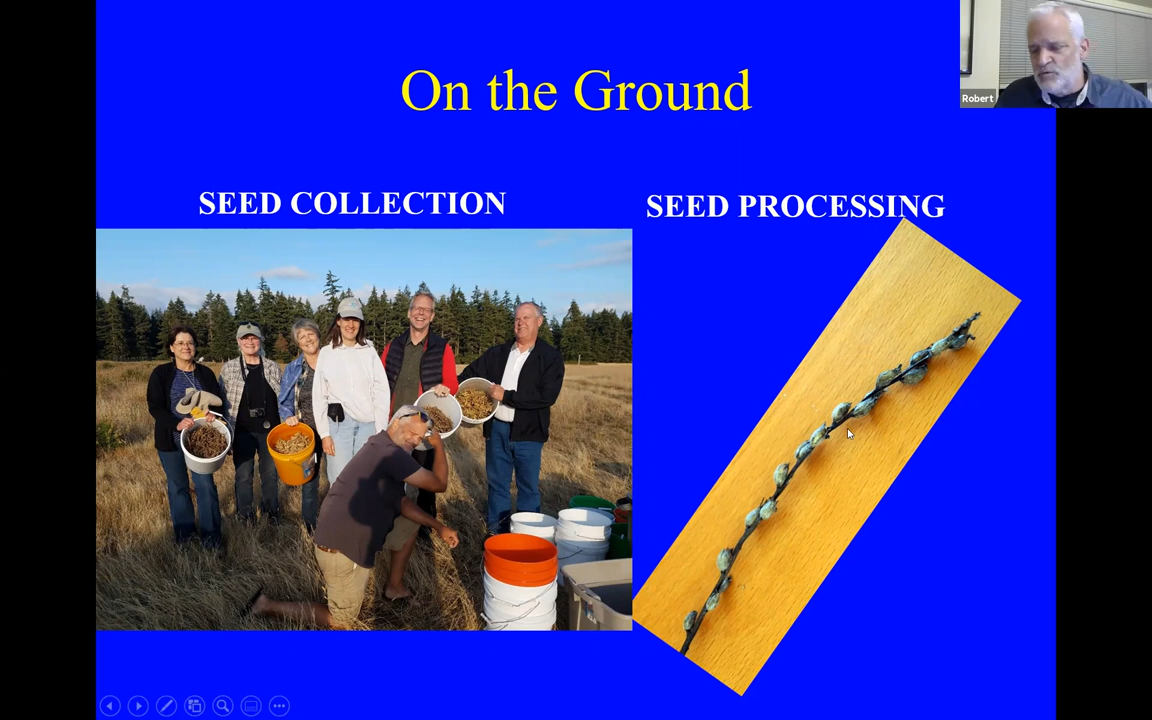 On the Ground
Robert
SEED COLLECTION
SEED PROCESSING